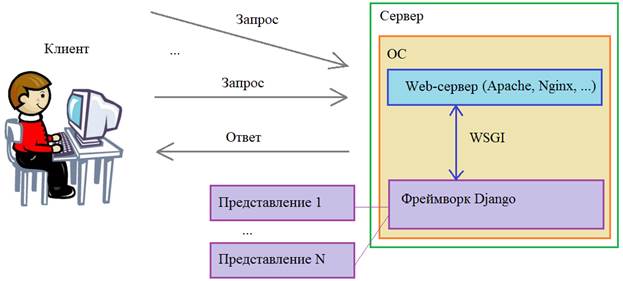 Запрос
Сервер
Клиент
...
ОС
Запрос
Web-сервер (Apache, Nginx, ...)
Ответ
WSGI
Представление 1
Фреймворк Django
...
Представление N